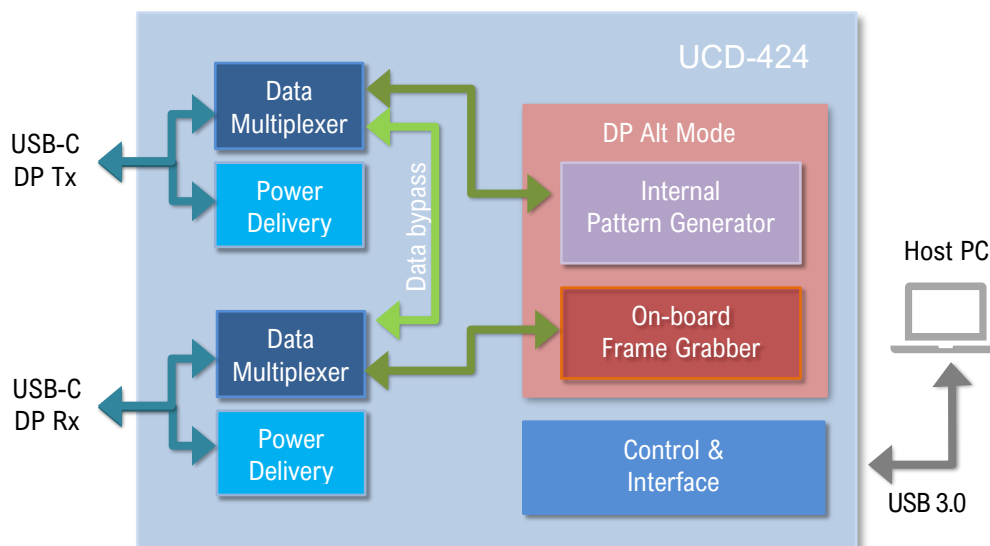 UCD-424
USB-C
DP Tx
Data
Multiplexer
Power
Delivery
Data bypass
DP Alt Mode
Internal
Pattern Generator
On-board
Frame Grabber
Host PC
USB-C
DP Rx
Data
Multiplexer
Power
Delivery
Control &
Interface
USB 3.0